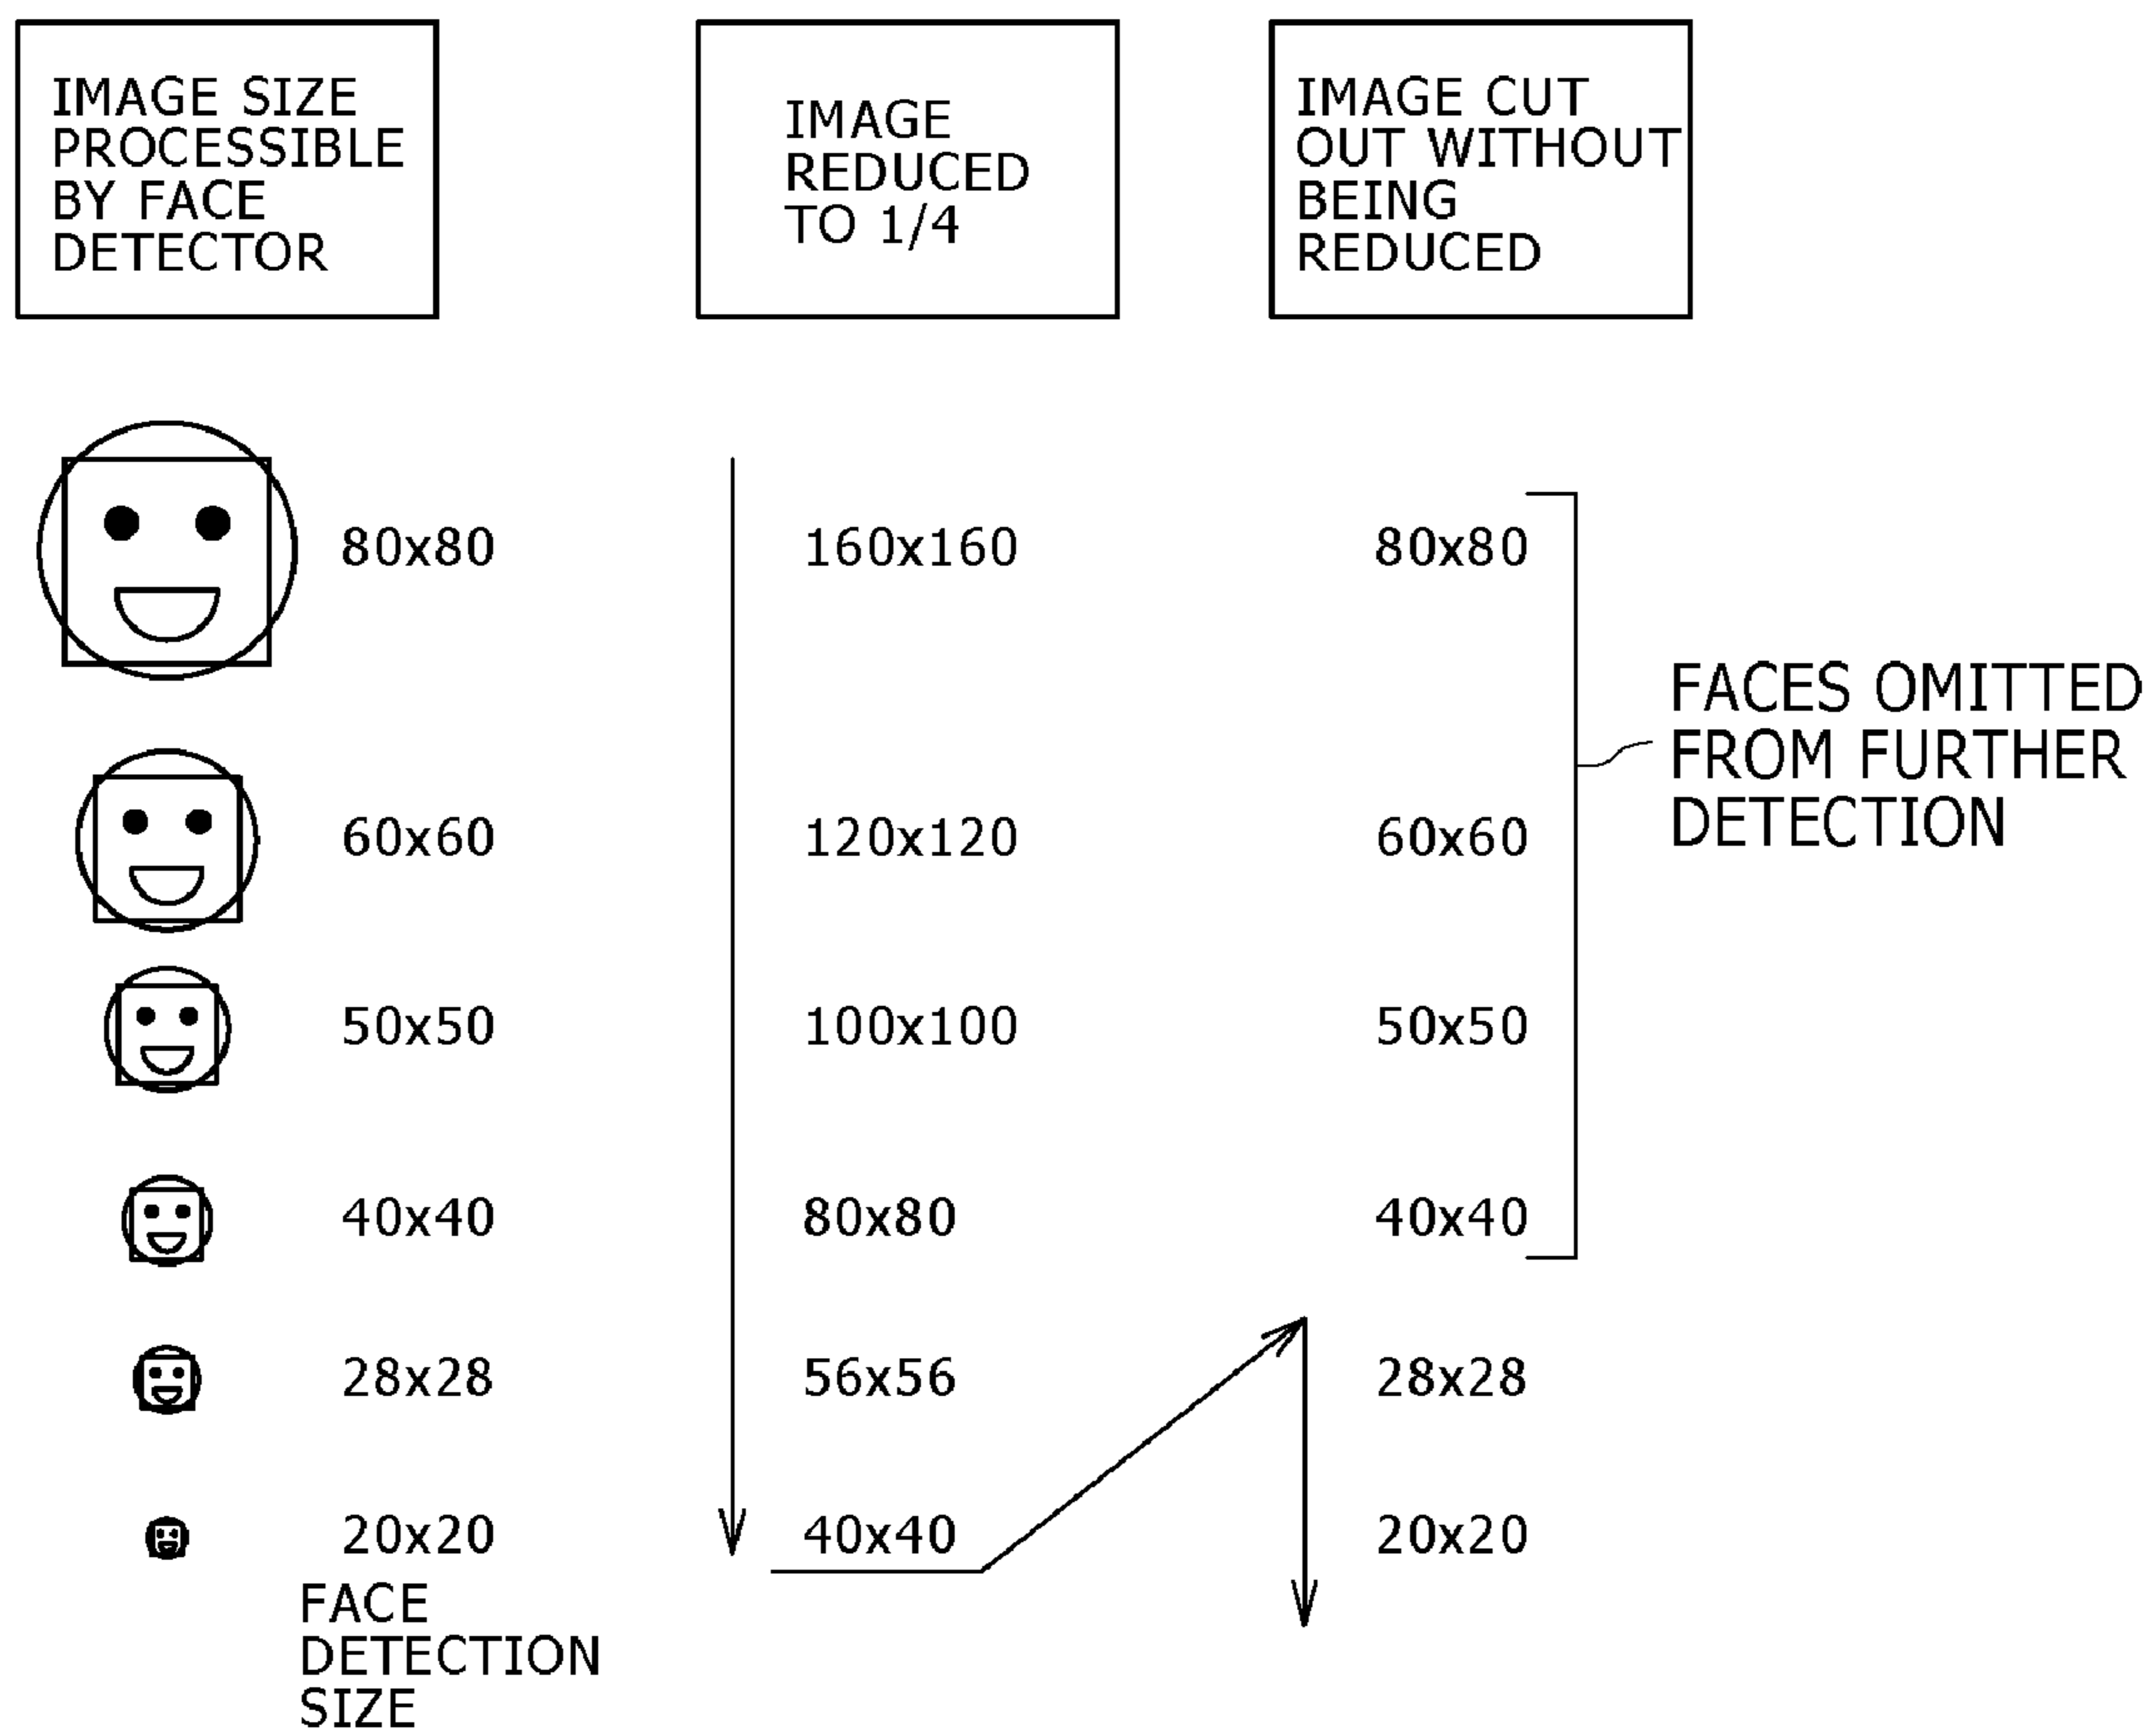 IMAGE SIZE
PROCESSIBLE
BY FACE
DETECTOR
IMAGE
REDUCED
TO 1/4
IMAGE CUT
OUT WITHOUT
BEING
REDUCED
80x80
160x160
80x80
FACES OMITTED
FROM FURTHER
DETECTION
60x60
120x120
60x60
50x50
100x100
50x50
40x40
80x80
40x40
28x28
56x56
28x28
20x20
40x40
20x20
FACE
DETECTION
SIZE